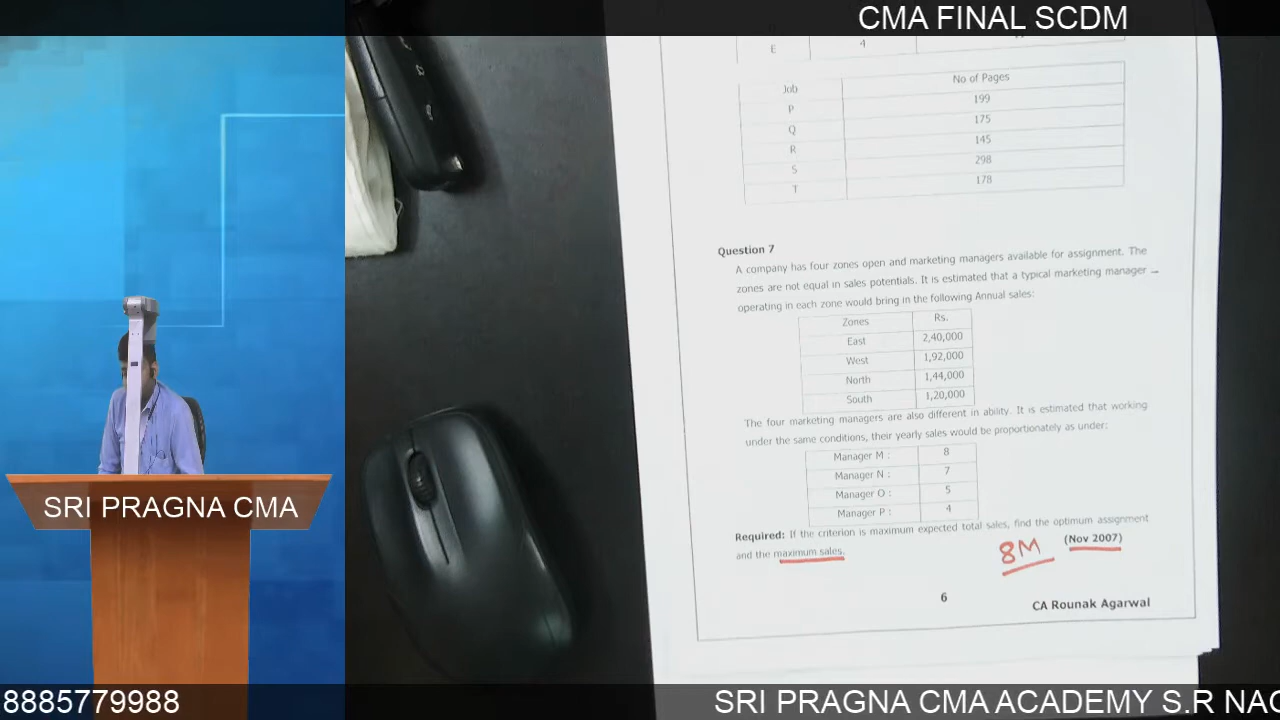 CMA FINAL SCDM
E 4
Job No of Pages
P 199
Q 175
R 145
S 298
T 178
Question 7
A company has four zones open and marketing managers available for assignment. The
zones are not equal in sales potentials. It is estimated that a typical marketing manager
operating in each zone would bring in the following Annual sales:
Zones Rs.
East 2,40,000
West 1,92,000
North 1,44,000
South 1,20,000
The four marketing managers are also different in ability. It is estimated that working
under the same conditions, their yearly sales would be proportionately as under:
Manager M : 8
Manager N : 7
Manager O : 5
Manager P : 4
Required: If the criterion is maximum expected total sales, find the optimum assignment
and the maximum sales.
8M (Nov 2007)
6
CA Rounak Agarwal
SRI PRAGNA CMA
8885779988 SRI PRAGNA CMA ACADEMY S.R NAG